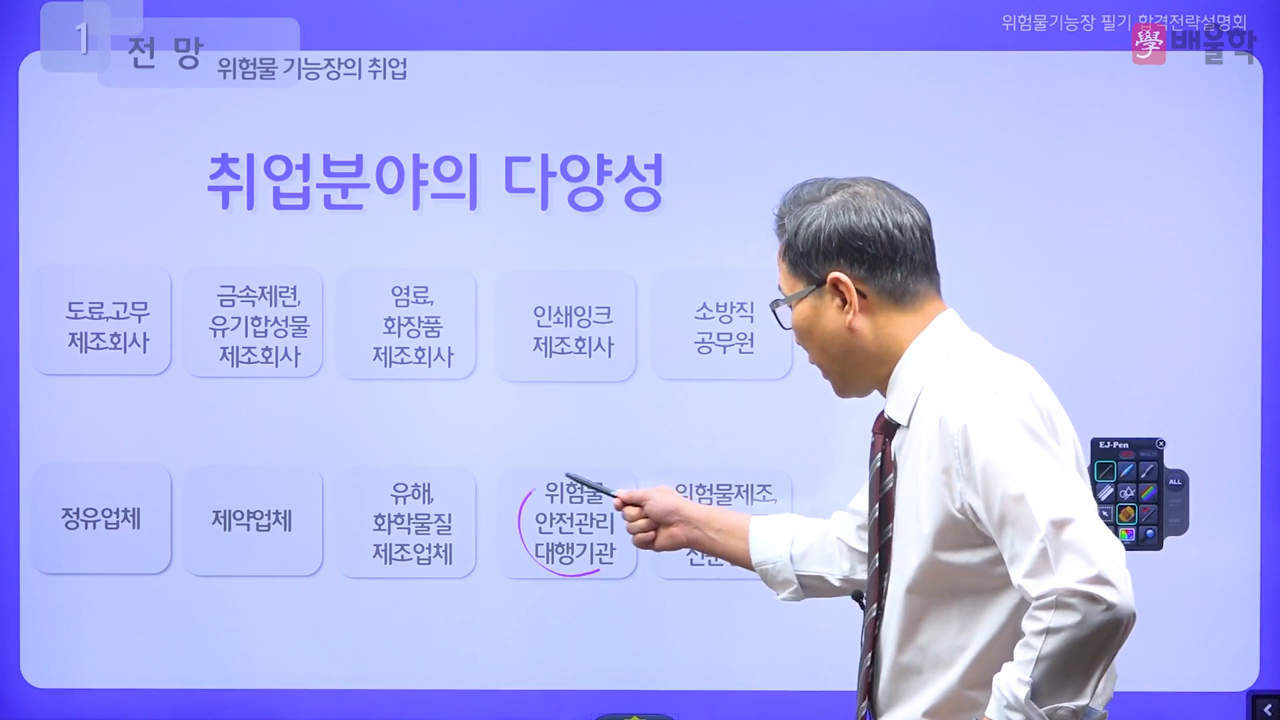 1
전망
위험물 기능장의 취업
위험물기능장 필기 합격전략설명회
學 배울학
취업분야의 다양성
도료,고무
제조회사
금속제련,
유기합성물
제조회사
염료,
화장품
제조회사
인쇄잉크
제조회사
소방직
공무원
정유업체
제약업체
유해,
화학물질
제조업체
위험물
안전관리
대행기관
위험물제조,
EJ-Pen
ALL